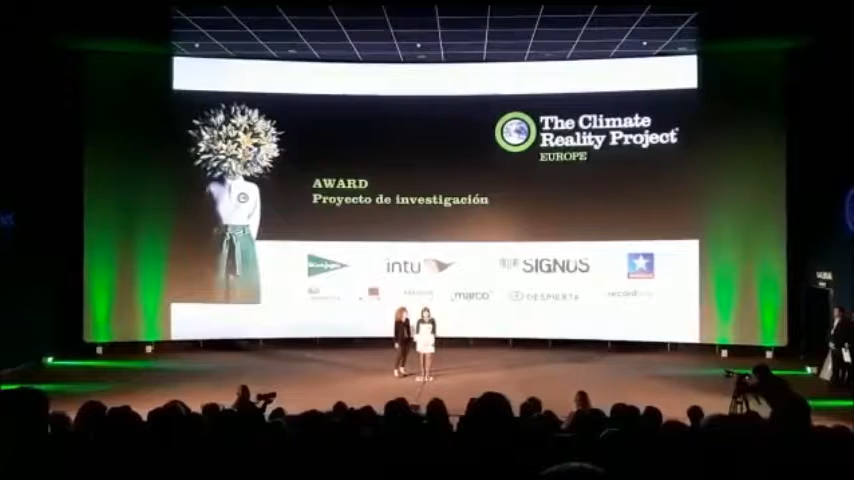 The Climate
Reality Project
EUROPE
AWARD
Proyecto de investigación
El Corte Inglés
intu
SIGNUS
marco
DESPIERTA